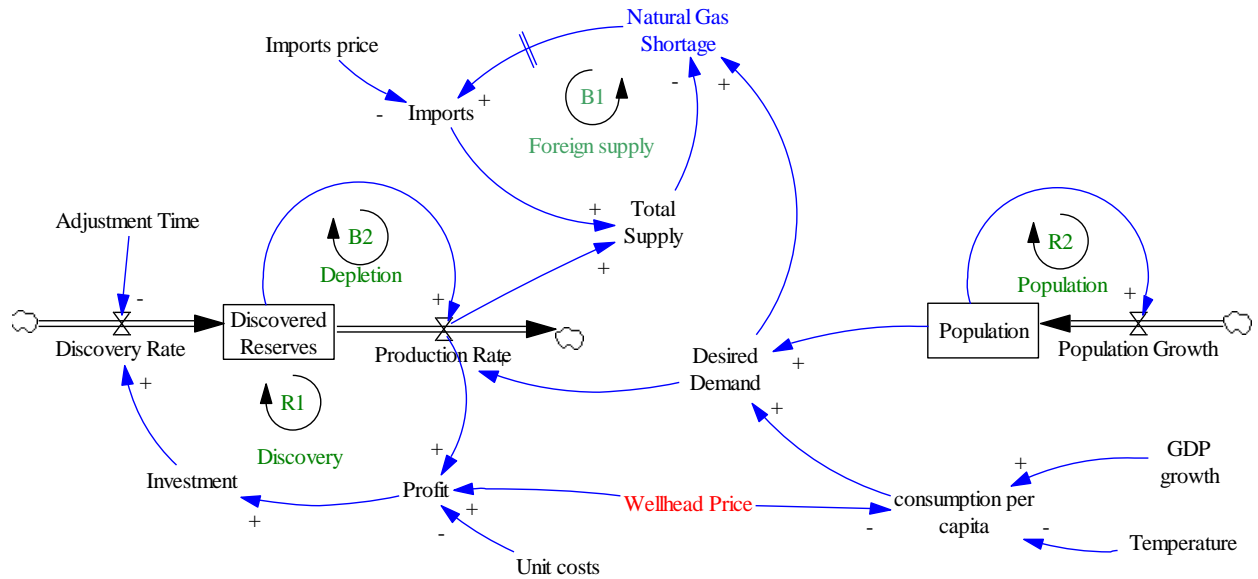 Natural Gas
Shortage
Imports price
+
-
B1
-
+
Imports
+
Foreign supply
Adjustment Time
B2
Depletion
+
Total
Supply
+
R2
Population
-
+
+
Discovered
Reserves
Discovery Rate
Production Rate
+
Population
Population Growth
Desired
Demand
+
+
R1
+
Discovery
+
+
GDP
growth
Investment
Profit
+
+
Wellhead Price
-
consumption per
capita
-
+
-
Unit costs
Temperature